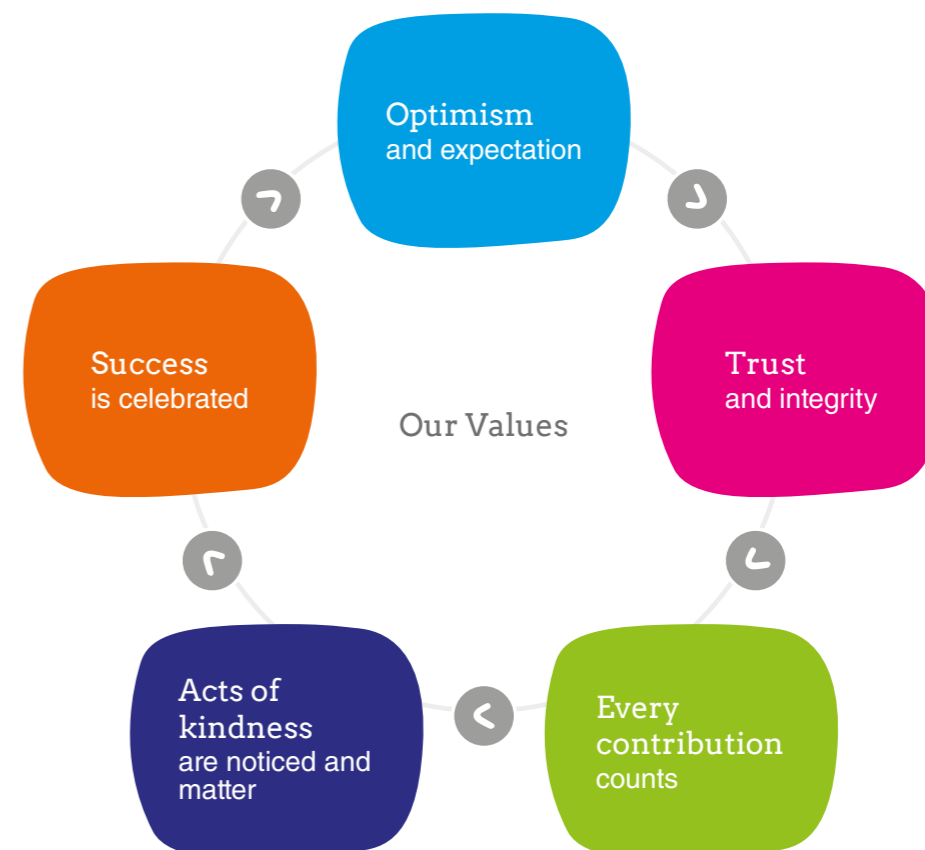 Optimism
and expectation
Trust
and integrity
Every
contribution
counts
Acts of
kindness
are noticed and
matter
Success
is celebrated
Our Values